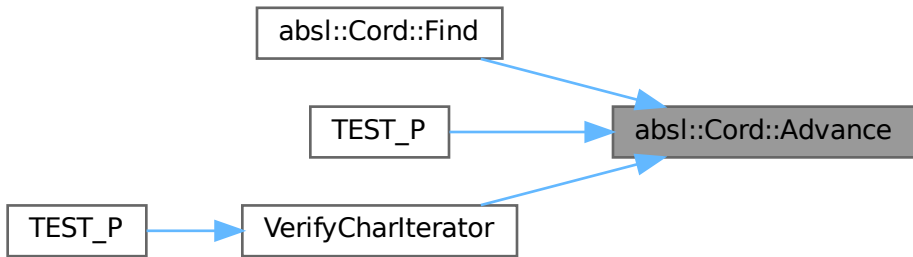 absl::Cord::Find
TEST_P
absl::Cord::Advance
TEST_P
VerifyCharIterator